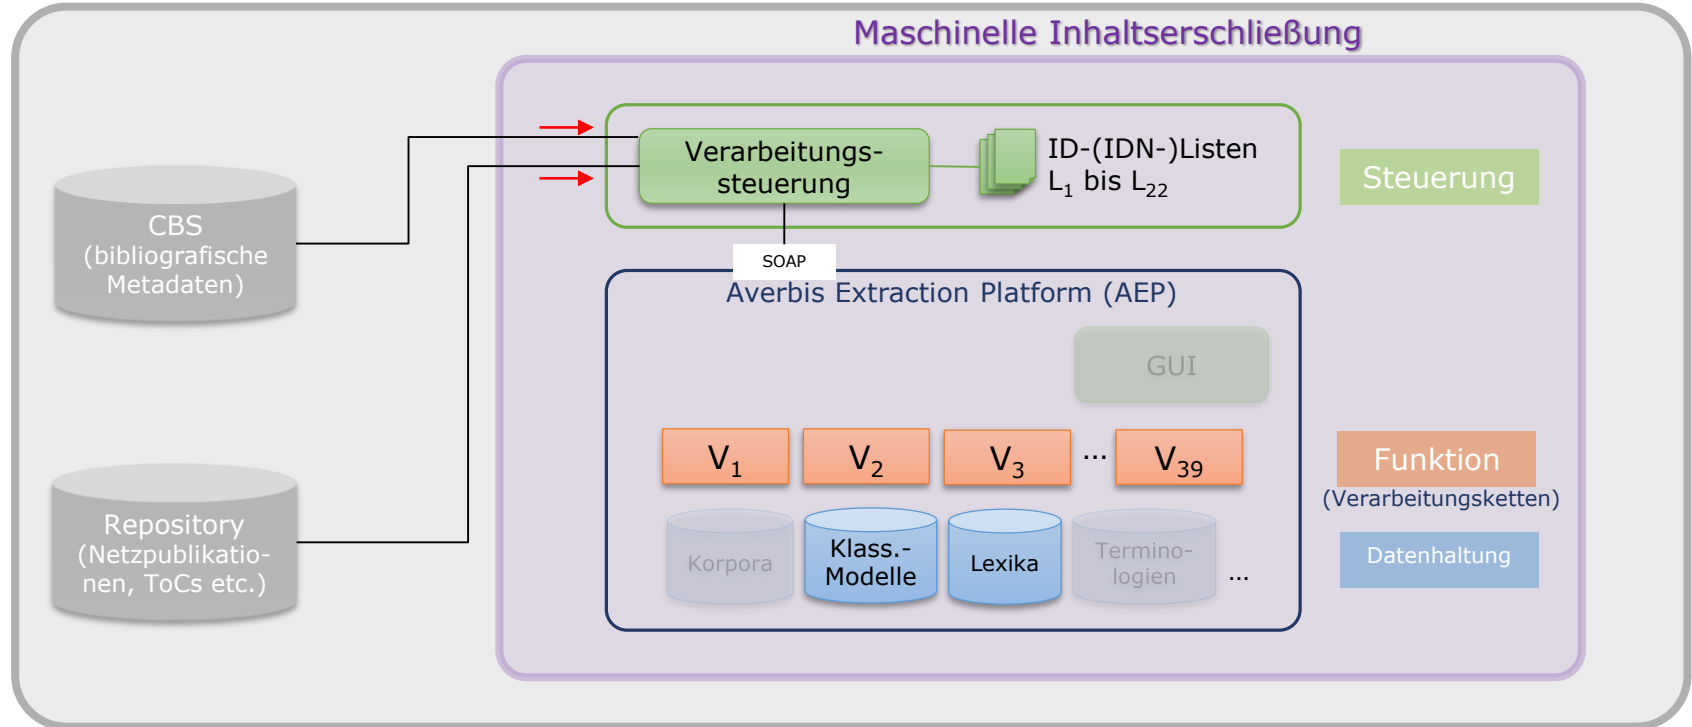 Maschinelle Inhaltserschließung
Verarbeitungs-
steuerung
ID-(IDN-)Listen
L1 bis L22
Steuerung
CBS
(bibliografische
Metadaten)
SOAP
Averbis Extraction Platform (AEP)
GUI
V1
V2
V3
...
V39
Funktion
(Verarbeitungsketten)
Repository
(Netzpublikatio-
nen, ToCs etc.)
Korpora
Klass.-
Modelle
Lexika
Termino-
logien
...
Datenhaltung